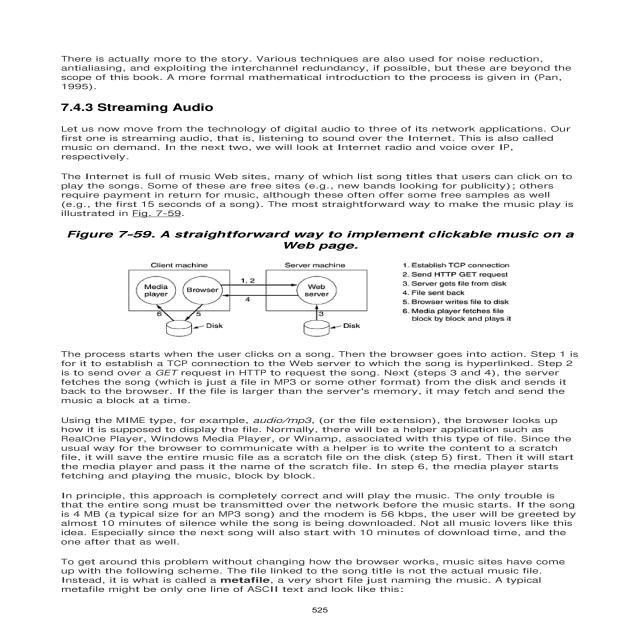 There is actually more to the story. Various techniques are also used for noise reduction,
antialiasing, and exploiting the interchannel redundancy, if possible, but these are beyond the
scope of this book. A more formal mathematical introduction to the process is given in (Pan,
1995).
7.4.3 Streaming Audio
Let us now move from the technology of digital audio to three of its network applications. Our
first one is streaming audio, that is, listening to sound over the Internet. This is also called
music on demand. In the next two, we will look at Internet radio and voice over IP,
respectively.
The Internet is full of music Web sites, many of which list song titles that users can click on to
play the songs. Some of these are free sites (e.g., new bands looking for publicity); others
require payment in return for music, although these often offer some free samples as well
(e.g., the first 15 seconds of a song). The most straightforward way to make the music play is
illustrated in Fig. 7-59.
Figure 7-59. A straightforward way to implement clickable music on a
Web page.
Client machine
Server machine
Media
player
Browser
1, 2
4
Web
server
6
5
3
Disk
Disk
1. Establish TCP connection
2. Send HTTP GET request
3. Server gets file from disk
4. File sent back
5. Browser writes file to disk
6. Media player fetches file
block by block and plays it
The process starts when the user clicks on a song. Then the browser goes into action. Step 1 is
for it to establish a TCP connection to the Web server to which the song is hyperlinked. Step 2
is to send over a GET request in HTTP to request the song. Next (steps 3 and 4), the server
fetches the song (which is just a file in MP3 or some other format) from the disk and sends it
back to the browser. If the file is larger than the server's memory, it may fetch and send the
music a block at a time.
Using the MIME type, for example, audio/mp3, (or the file extension), the browser looks up
how it is supposed to display the file. Normally, there will be a helper application such as
RealOne Player, Windows Media Player, or Winamp, associated with this type of file. Since the
usual way for the browser to communicate with a helper is to write the content to a scratch
file, it will save the entire music file as a scratch file on the disk (step 5) first. Then it will start
the media player and pass it the name of the scratch file. In step 6, the media player starts
fetching and playing the music, block by block.
In principle, this approach is completely correct and will play the music. The only trouble is
that the entire song must be transmitted over the network before the music starts. If the song
is 4 MB (a typical size for an MP3 song) and the modem is 56 kbps, the user will be greeted by
almost 10 minutes of silence while the song is being downloaded. Not all music lovers like this
idea. Especially since the next song will also start with 10 minutes of download time, and the
one after that as well.
To get around this problem without changing how the browser works, music sites have come
up with the following scheme. The file linked to the song title is not the actual music file.
Instead, it is what is called a metafile, a very short file just naming the music. A typical
metafile might be only one line of ASCII text and look like this:
525